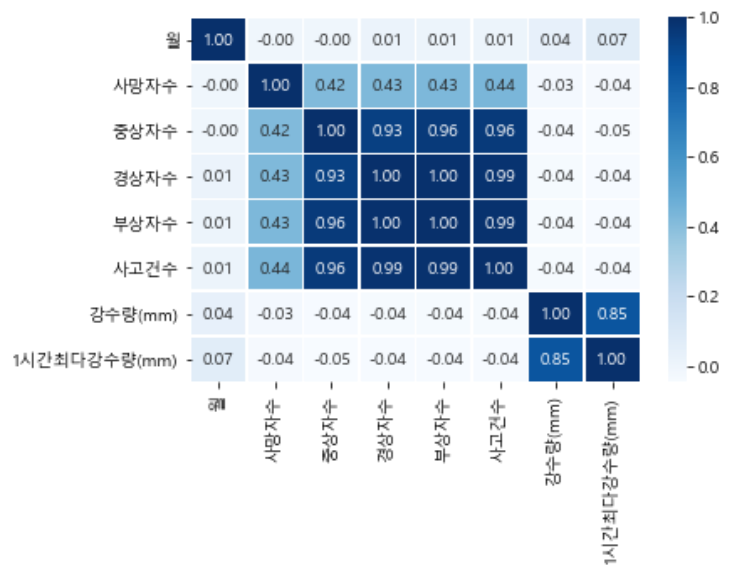 월 1.00 -0.00 -0.00 0.01 0.01 0.01 0.04 0.07
사망자수 -0.00 1.00 0.42 0.43 0.43 0.44 -0.03 -0.04
중상자수 -0.00 0.42 1.00 0.93 0.96 0.96 -0.04 -0.05
경상자수 0.01 0.43 0.93 1.00 1.00 0.99 -0.04 -0.04
부상자수 0.01 0.43 0.96 1.00 1.00 0.99 -0.04 -0.04
사고건수 0.01 0.44 0.96 0.99 0.99 1.00 -0.04 -0.04
강수량(mm) 0.04 -0.03 -0.04 -0.04 -0.04 -0.04 1.00 0.85
1시간최다강수량(mm) 0.07 -0.04 -0.05 -0.04 -0.04 -0.04 0.85 1.00
월
사망자수
중상자수
경상자수
부상자수
사고건수
강수량(mm)
1시간최다강수량(mm)
1.0
0.8
0.6
0.4
0.2
0.0